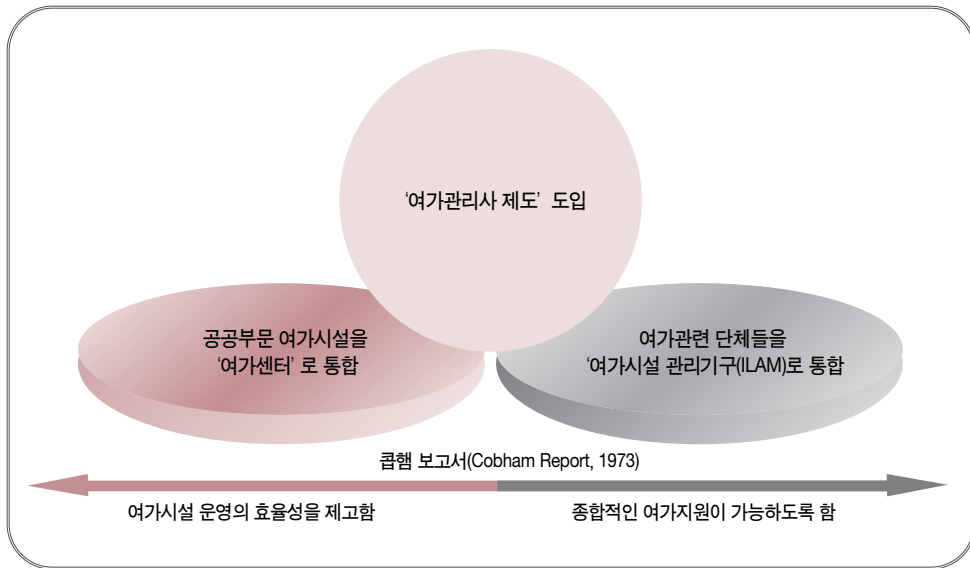 ‘여가관리사 제도’ 도입
공공부문 여가시설을
‘여가센터’ 로 통합
여가관련 단체들을
‘여가시설 관리기구(ILAM)로 통합
콥햄 보고서(Cobham Report, 1973)
여가시설 운영의 효율성을 제고함
종합적인 여가지원이 가능하도록 함